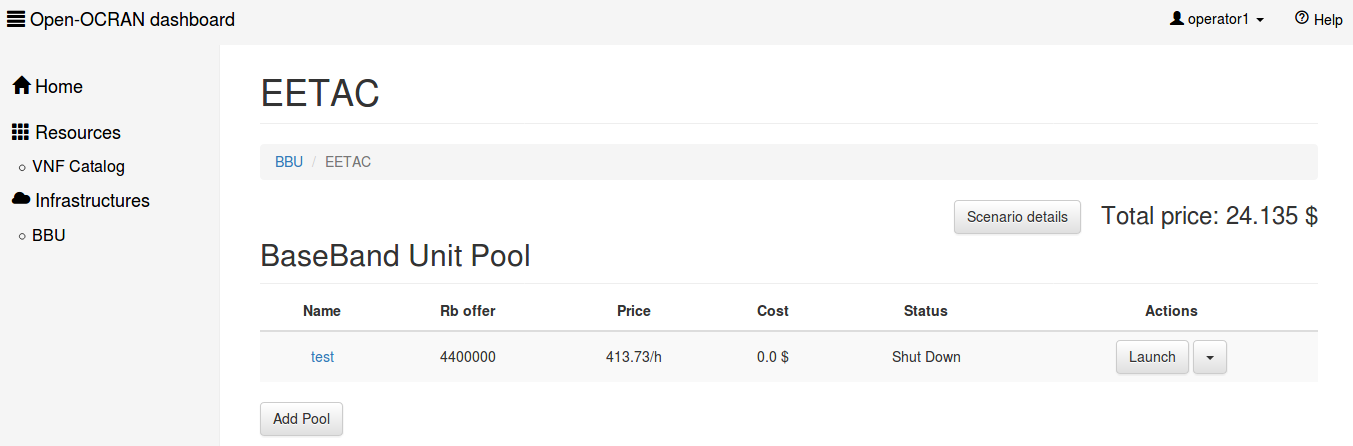 Open-OCRAN dashboard
operator1
Help
Home
Resources
VNF Catalog
Infrastructures
BBU
EETAC
BBU / EETAC
Scenario details
Total price: 24.135 $
BaseBand Unit Pool
Name Rb offer Price Cost Status Actions
test 4400000 413.73/h 0.0 $ Shut Down Launch
Add Pool